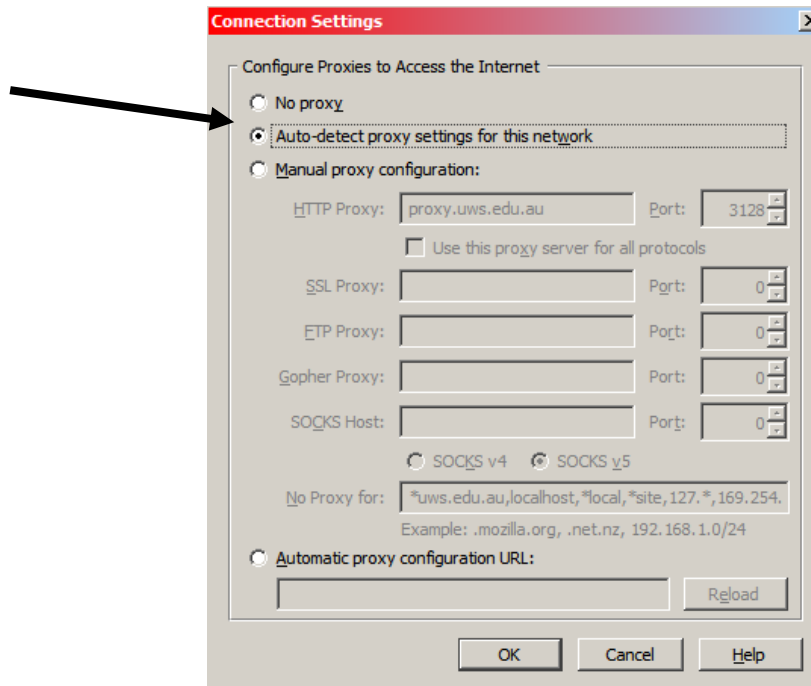 Connection Settings
Configure Proxies to Access the Internet
No proxy
Auto-detect proxy settings for this network
Manual proxy configuration:
HTTP Proxy: proxy.uws.edu.au Port: 3128
Use this proxy server for all protocols
SSL Proxy: Port: 0
FTP Proxy: Port: 0
Gopher Proxy: Port: 0
SOCKS Host: Port: 0
SOCKS v4 SOCKS v5
No Proxy for: *uws.edu.au,localhost,*local,*site,127.*,169.254.
Example: .mozilla.org, .net.nz, 192.168.1.0/24
Automatic proxy configuration URL:
Reload
OK Cancel Help